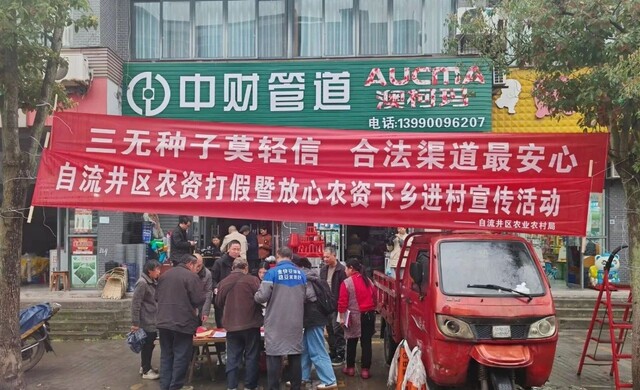 中财管道
AUCMA
澳柯玛
电话:13990096207
三无种子莫轻信 合法渠道最安心
自流井区农资打假暨放心农资下乡进村宣传活动
——自流井区农业农村局